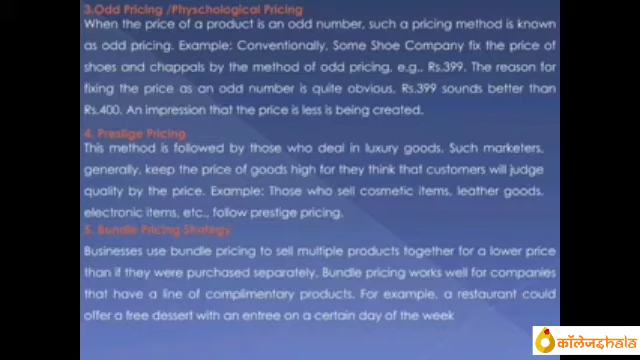 3.Odd Pricing /Physchological Pricing
When the price of a product is an odd number, such a pricing method is known
as odd pricing. Example: Conventionally, Some Shoe Company fix the price of
shoes and chappals by the method of odd pricing, e.g., Rs.399. The reason for
fixing the price as an odd number is quite obvious. Rs.399 sounds better than
Rs.400. An impression that the price is less is being created.
4. Prestige Pricing
This method is followed by those who deal in luxury goods. Such marketers,
generally, keep the price of goods high for they think that customers will judge
quality by the price. Example: Those who sell cosmetic items, leather goods,
electronic items, etc., follow prestige pricing.
5. Bundle Pricing Strategy
Businesses use bundle pricing to sell multiple products together for a lower price
than if they were purchased separately. Bundle pricing works well for companies
that have a line of complimentary products. For example, a restaurant could
offer a free dessert with an entree on a certain day of the week
कॉलेजशाला